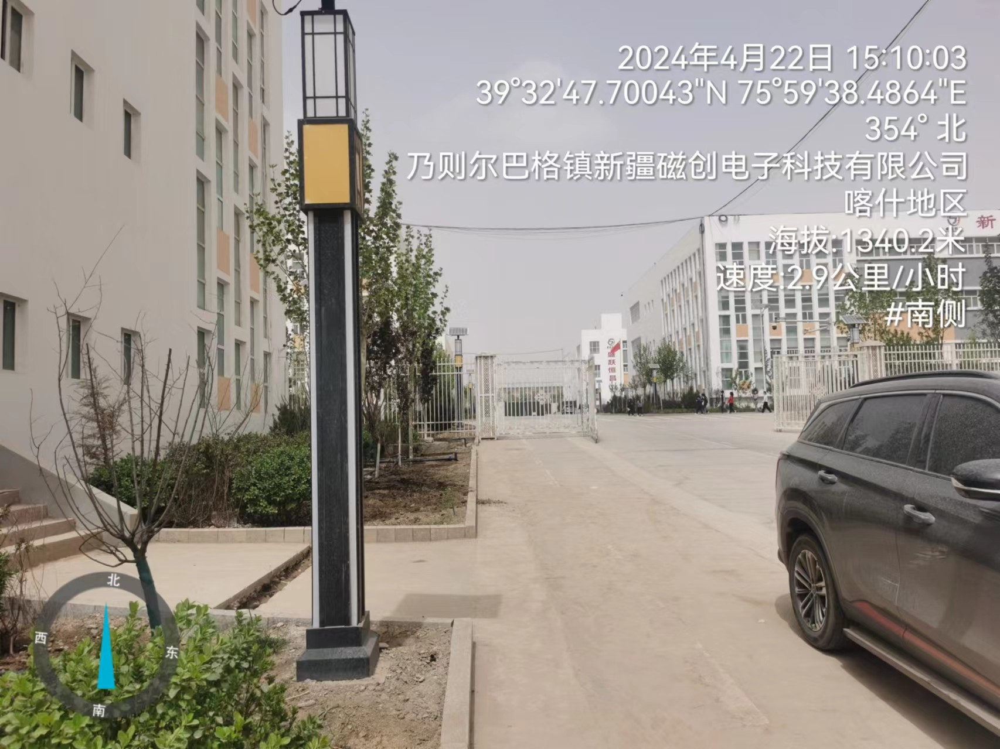 2024年4月22日 15:10:03
39°32'47.70043"N 75°59'38.4864"E
354° 北
乃则尔巴格镇新疆磁创电子科技有限公司
喀什地区
海拔:1340.2米
速度:2.9公里/小时
#南侧
新
跃恒昌
北
西
东
南